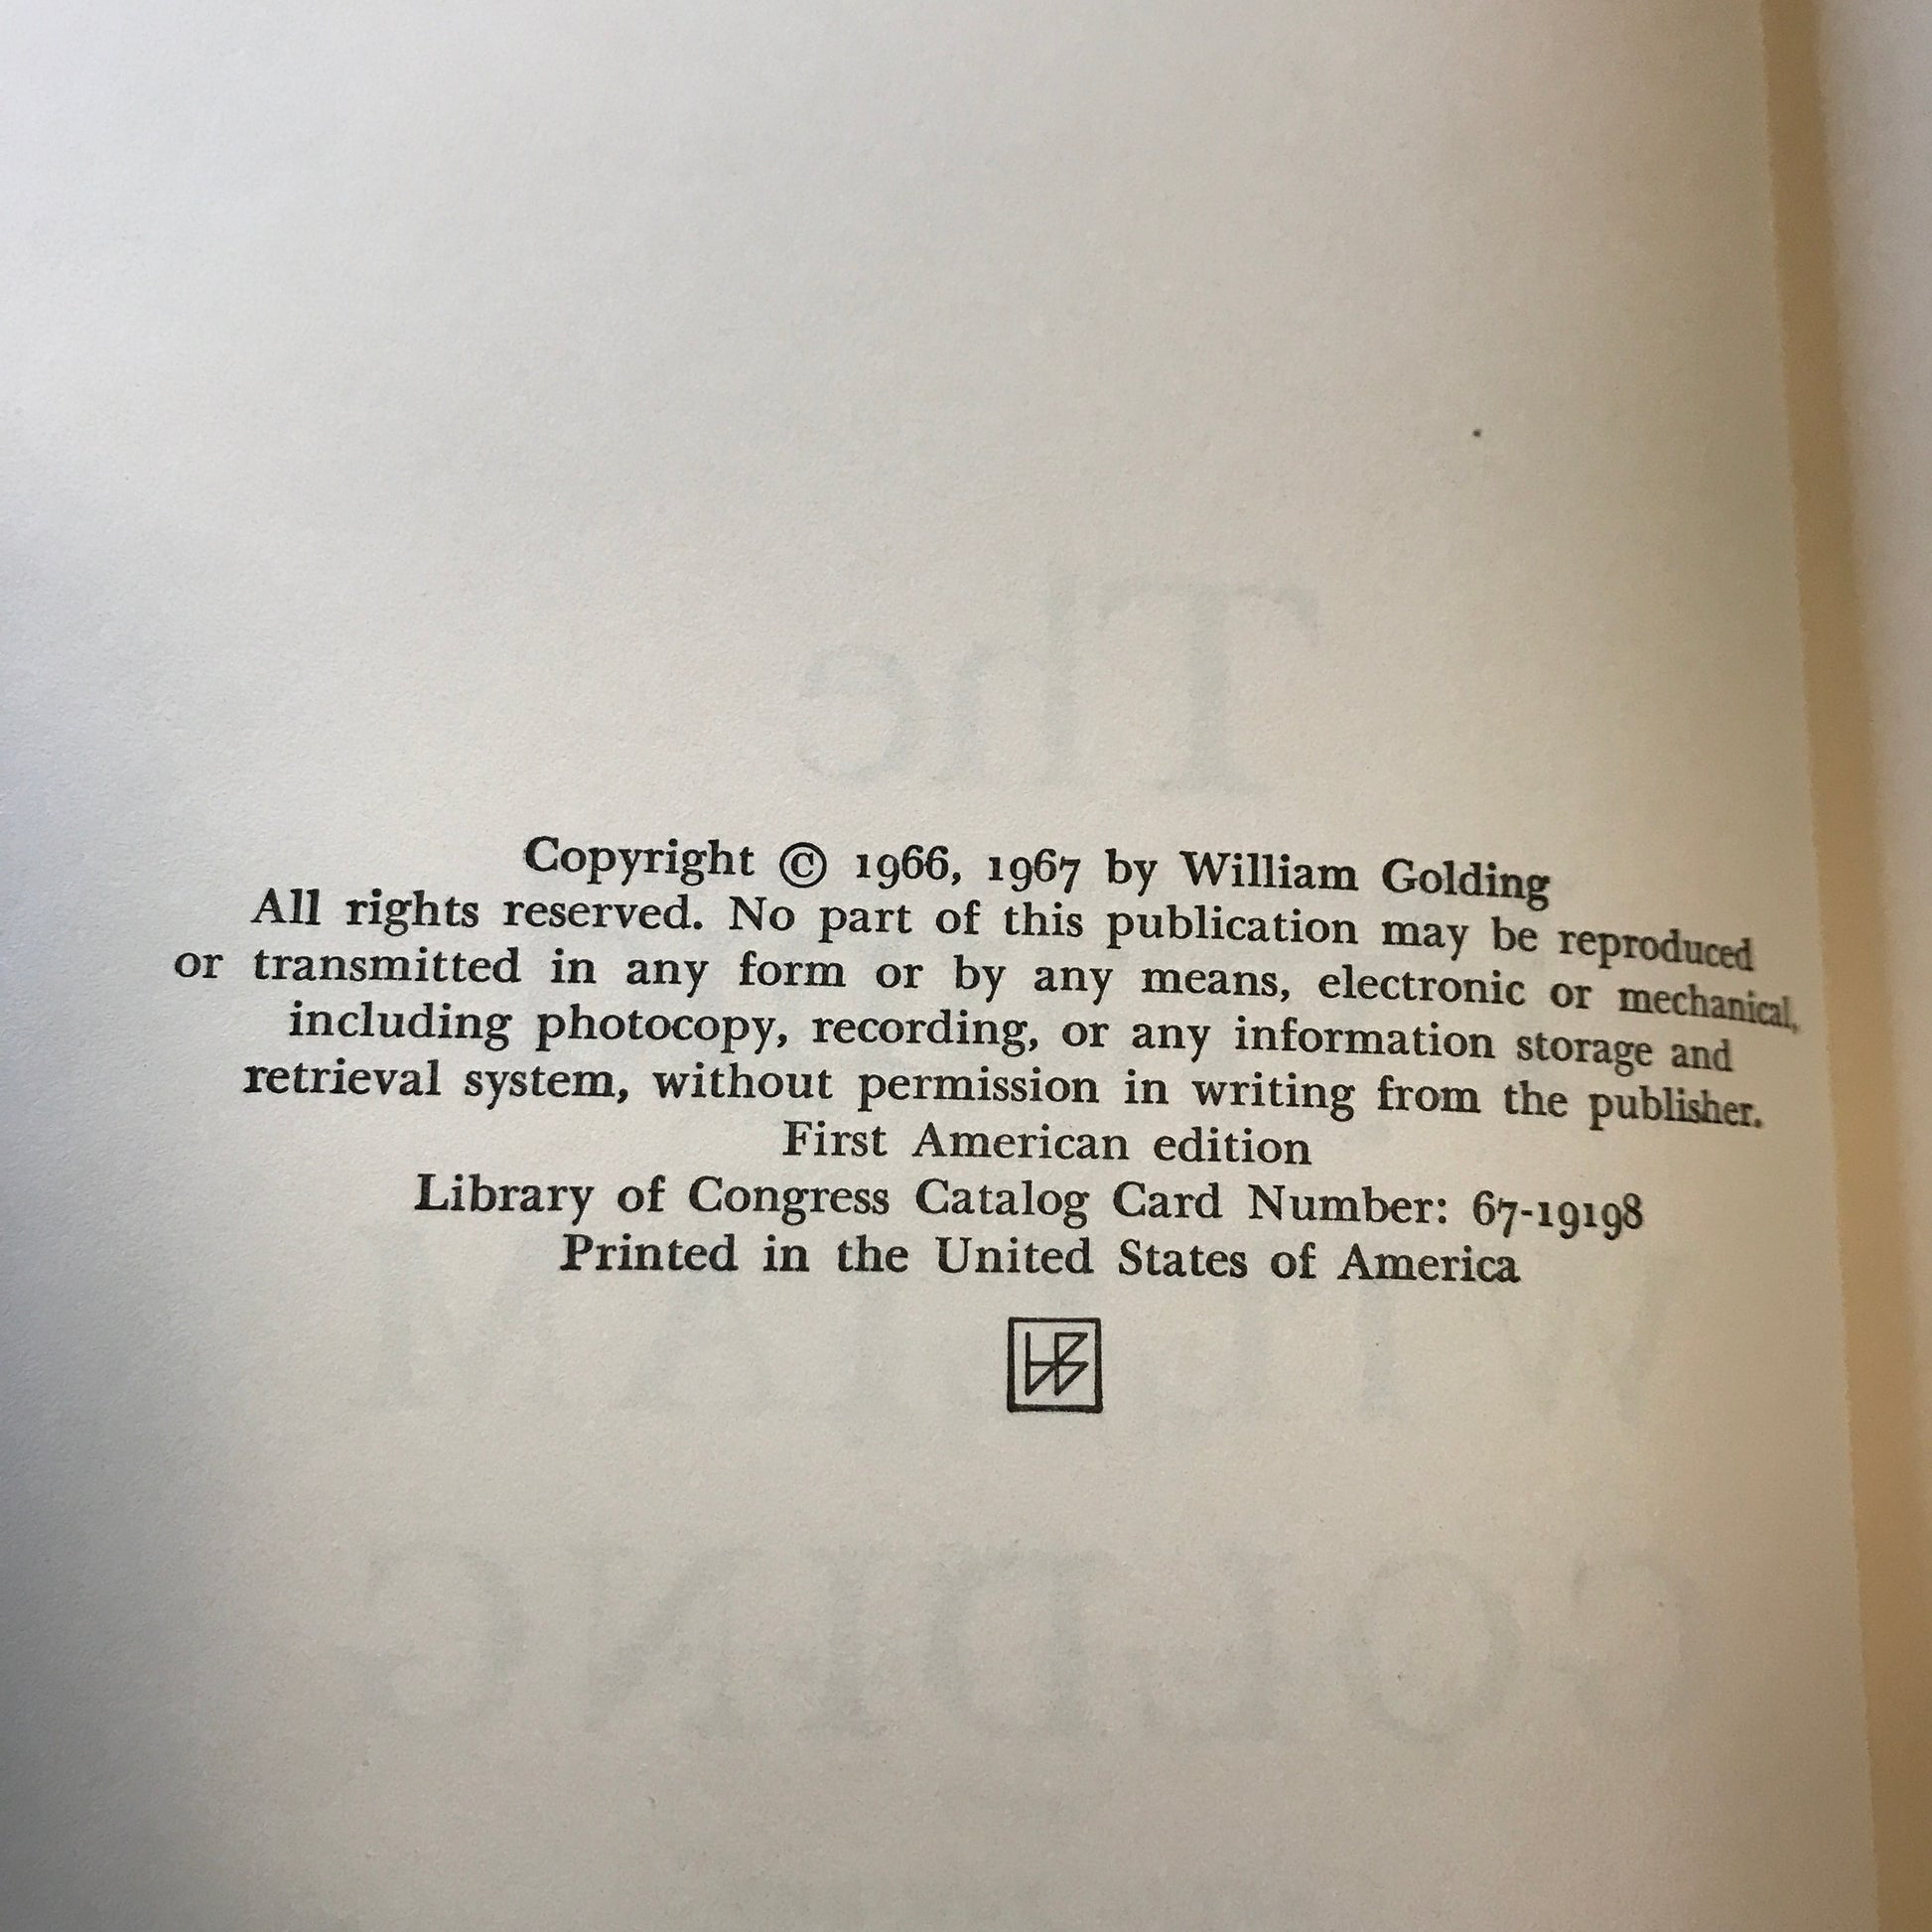 The
Copyright © 1966, 1967 by William Golding
All rights reserved. No part of this publication may be reproduced
or transmitted in any form or by any means, electronic or mechanical,
including photocopy, recording, or any information storage and
retrieval system, without permission in writing from the publisher.
First American edition
Library of Congress Catalog Card Number: 67-19198
Printed in the United States of America
HB
GOLDING